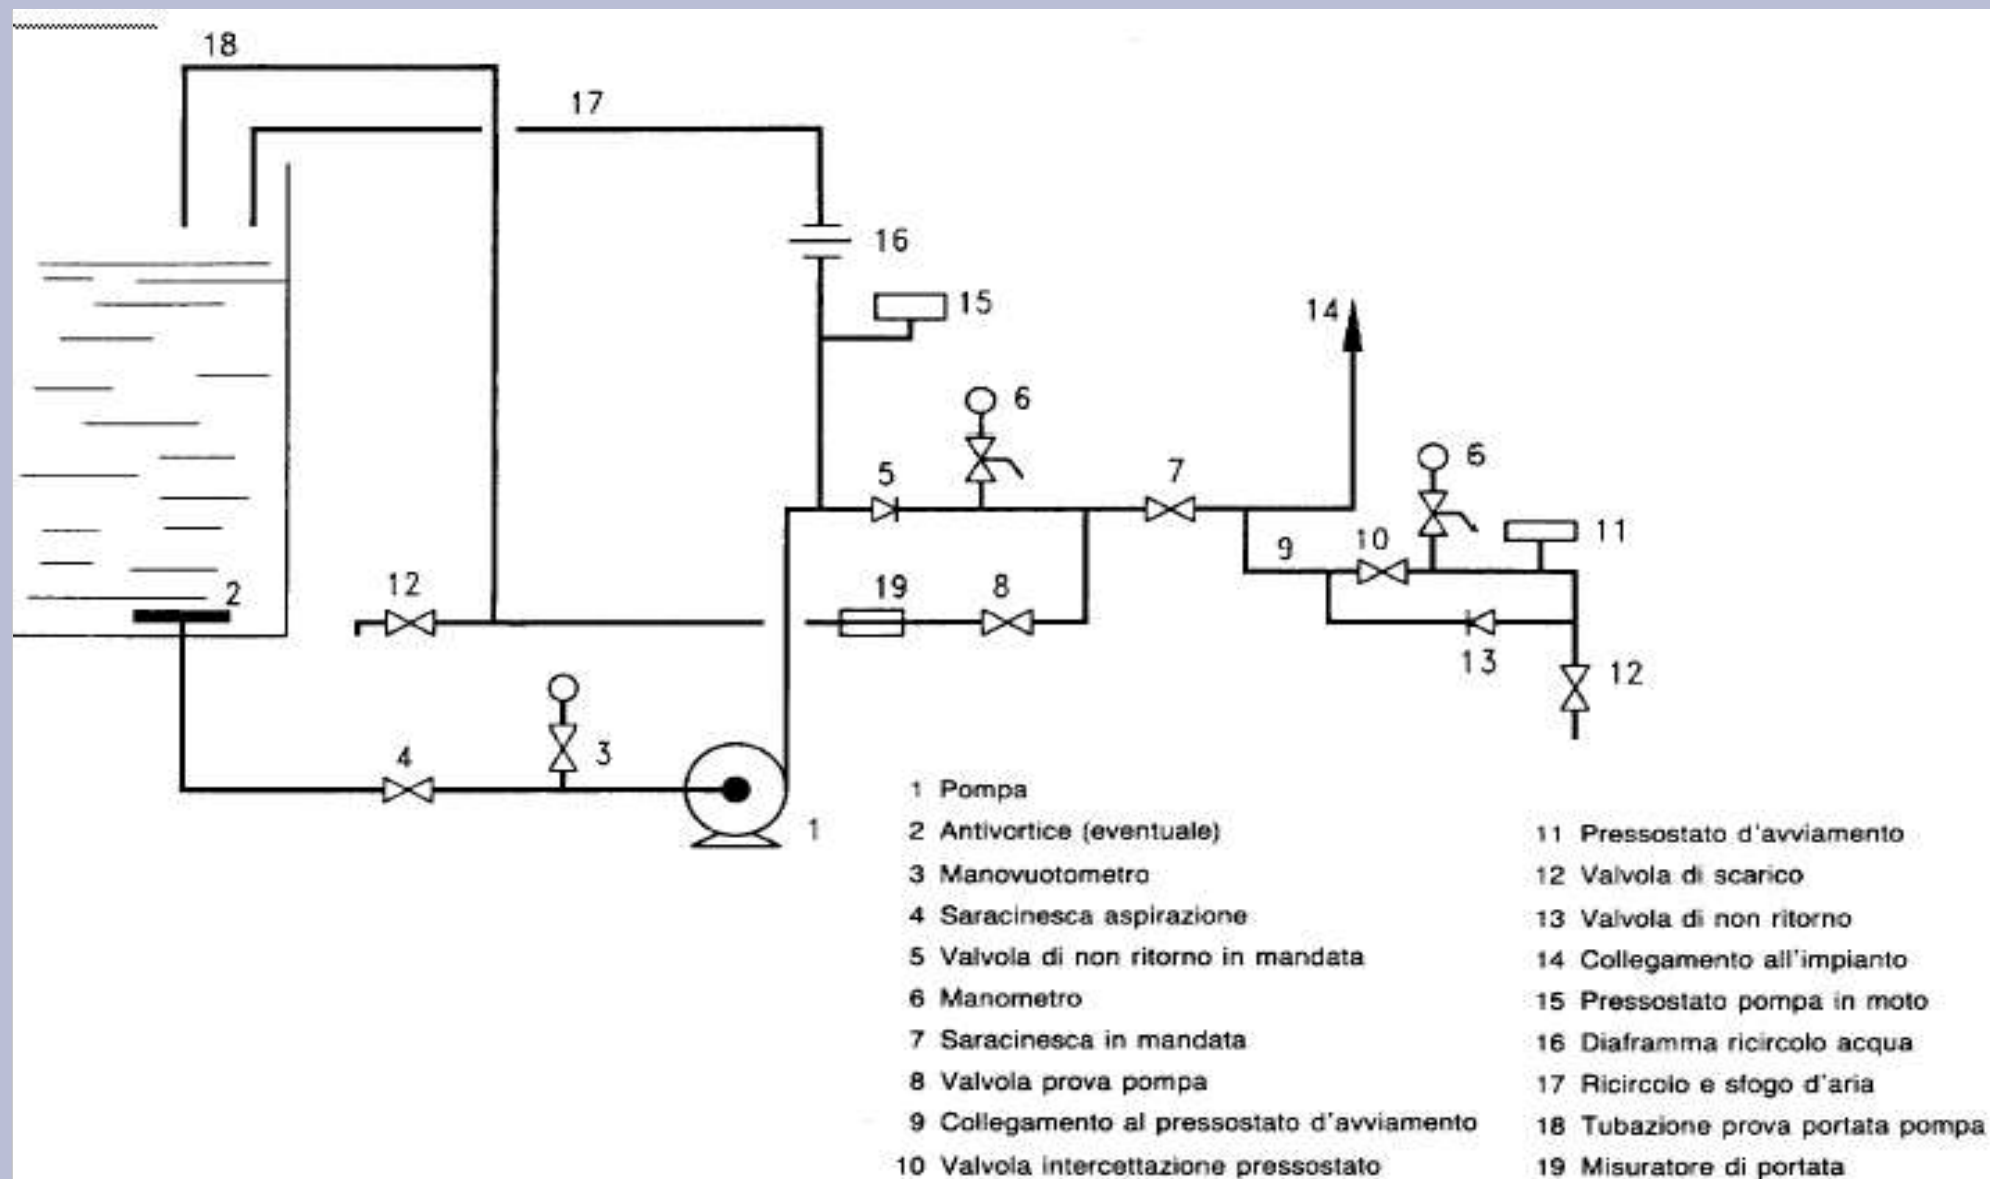 18
17
16
15
14
6
6
5
7
11
9
10
12
19
8
2
13
12
4
3
1
1 Pompa
2 Antivortice (eventuale)
3 Manovuotometro
4 Saracinesca aspirazione
5 Valvola di non ritorno in mandata
6 Manometro
7 Saracinesca in mandata
8 Valvola prova pompa
9 Collegamento al pressostato d'avviamento
10 Valvola intercettazione pressostato
11 Pressostato d'avviamento
12 Valvola di scarico
13 Valvola di non ritorno
14 Collegamento all'impianto
15 Pressostato pompa in moto
16 Diaframma ricircolo acqua
17 Ricircolo e sfogo d'aria
18 Tubazione prova portata pompa
19 Misuratore di portata